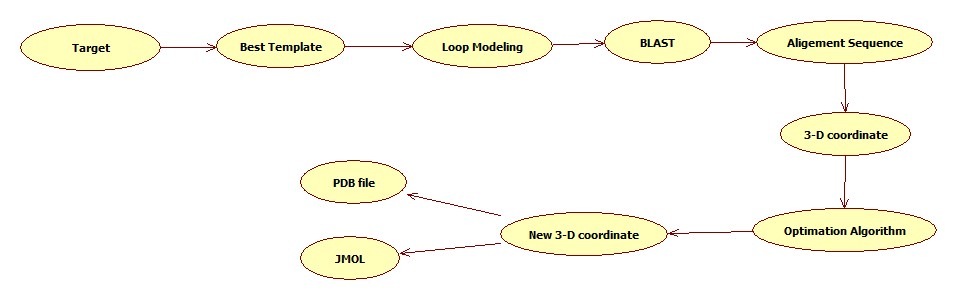 Target
Best Template
Loop Modeling
BLAST
Aligement Sequence
3-D coordinate
PDB file
Optimation Algorithm
New 3-D coordinate
JMOL